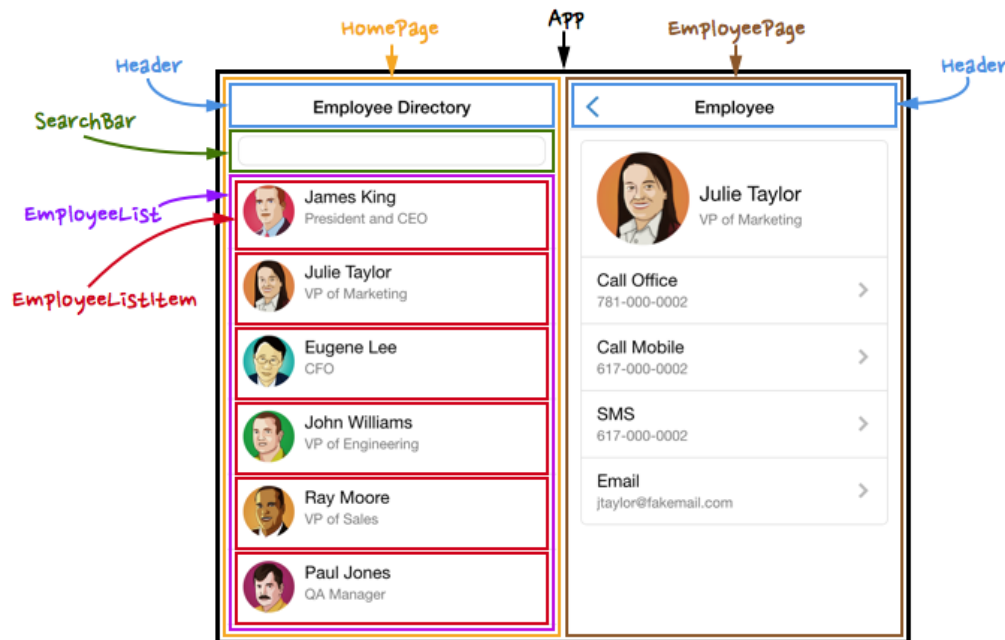 App
HomePage
EmployeePage
Header
Header
SearchBar
EmployeeList
EmployeeListItem
Employee Directory
James King
President and CEO
Julie Taylor
VP of Marketing
Eugene Lee
CFO
John Williams
VP of Engineering
Ray Moore
VP of Sales
Paul Jones
QA Manager
Employee
Julie Taylor
VP of Marketing
Call Office
781-000-0002
Call Mobile
617-000-0002
SMS
617-000-0002
Email
jtaylor@fakemail.com